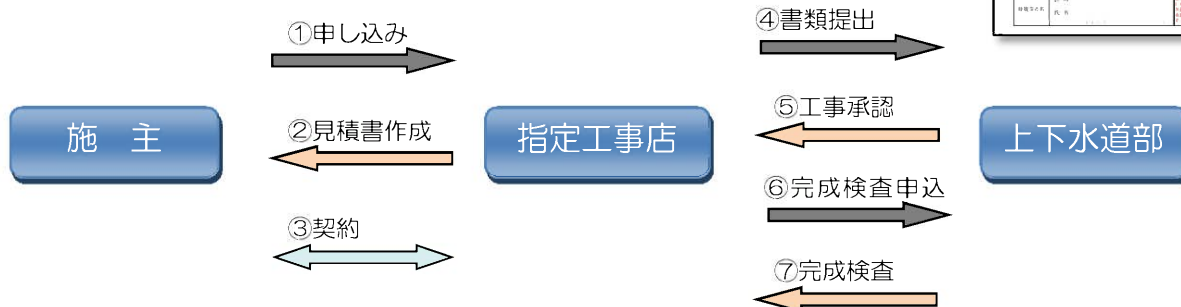 ①申し込み
④書類提出
②見積書作成
⑤工事承認
施 主
指定工事店
上下水道部
③契約
⑥完成検査申込
⑦完成検査